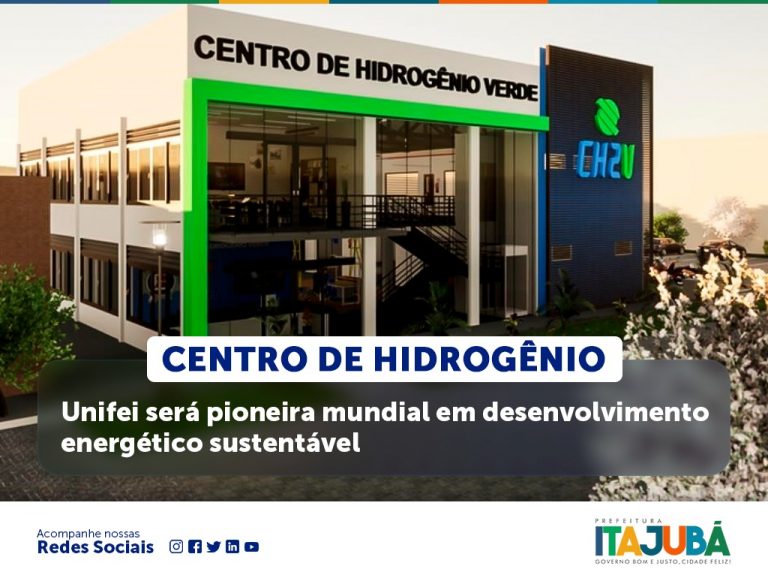 CENTRO DE HIDROGÊNIO VERDE
CH2V
CENTRO DE HIDROGÊNIO
Unifei será pioneira mundial em desenvolvimento
energético sustentável
Acompanhe nossas
Redes Sociais
PREFEITURA
ITAJUBÁ
GOVERNO BOM E JUSTO, CIDADE FELIZ!